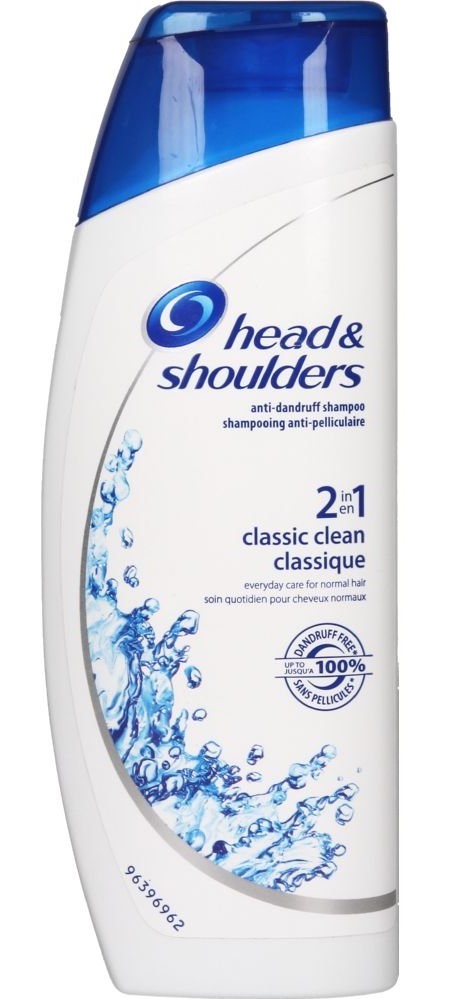 head &
shoulders
anti-dandruff shampoo
shampooing anti-pelliculaire
2 in en 1
classic clean
classique
everyday care for normal hair
soin quotidien pour cheveux normaux
DANDRUFF FREE*
UP TO
JUSQU'A 100%
SANS PELLICULES*
96396962